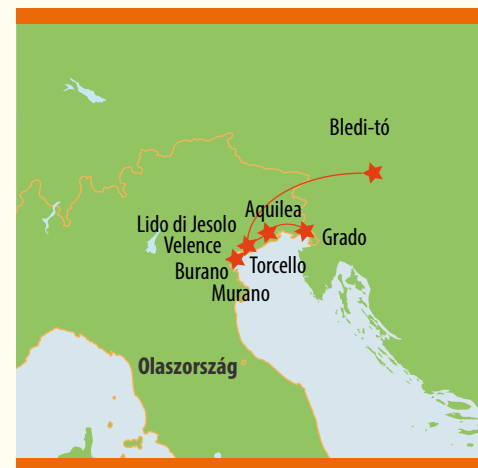 Bledi-tó
Aquilea
Lido di Jesolo
Grado
Velence
Torcello
Burano
Murano
Olaszország